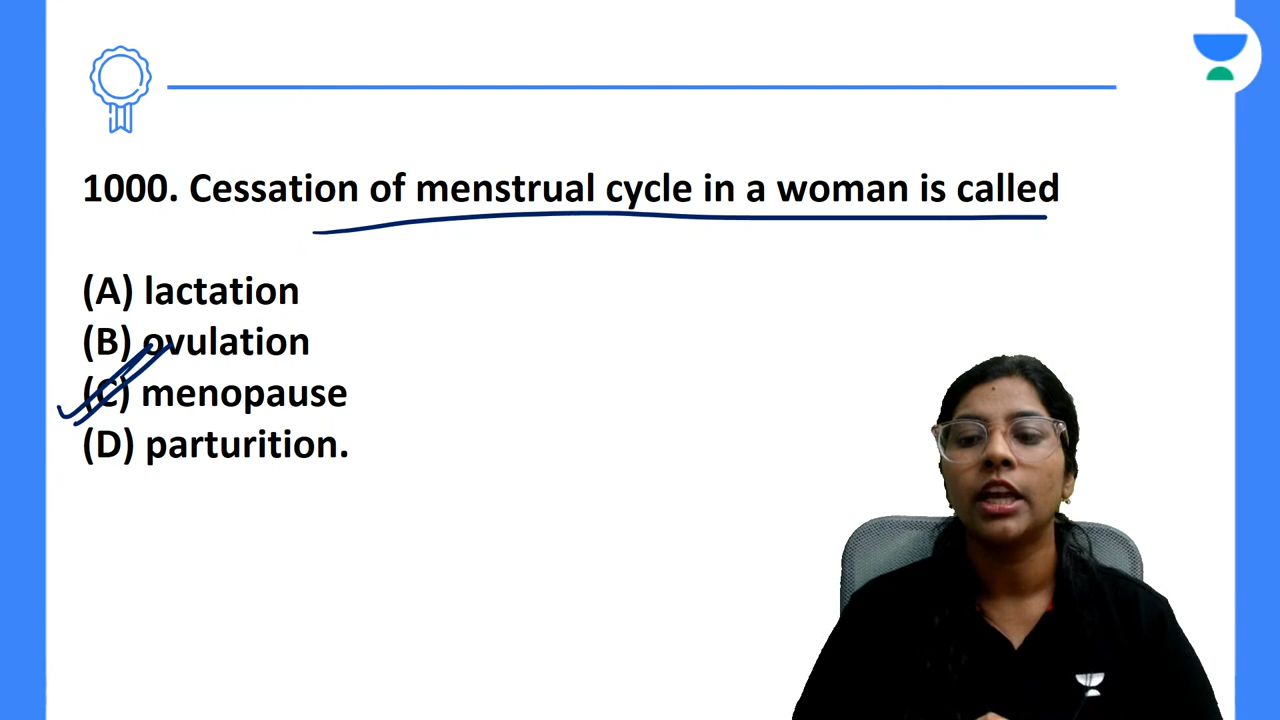 1000. Cessation of menstrual cycle in a woman is called
(A) lactation
(B) ovulation
(C) menopause
(D) parturition.